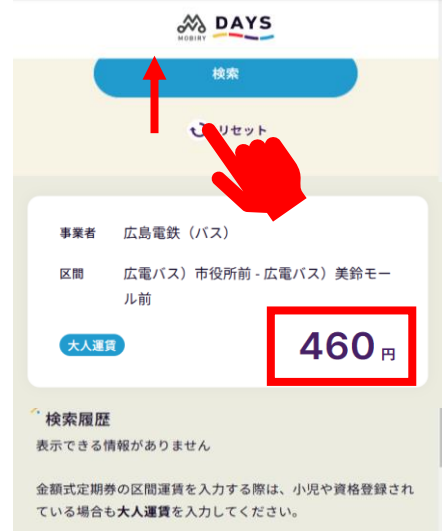 MOBIRY DAYS
検索
リセット
事業者 広島電鉄（バス）
区間 広電バス）市役所前 - 広電バス）美鈴モー
ル前
大人運賃 460 円
検索履歴
表示できる情報がありません
金額式定期券の区間運賃を入力する際は、小児や資格登録され
ている場合も大人運賃を入力してください。